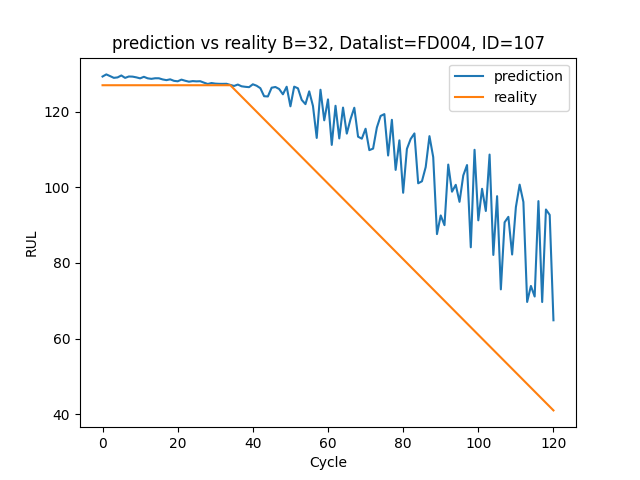 prediction vs reality B=32, Datalist=FD004, ID=107
prediction
reality
RUL
120
100
80
60
40
0 20 40 60 80 100 120
Cycle